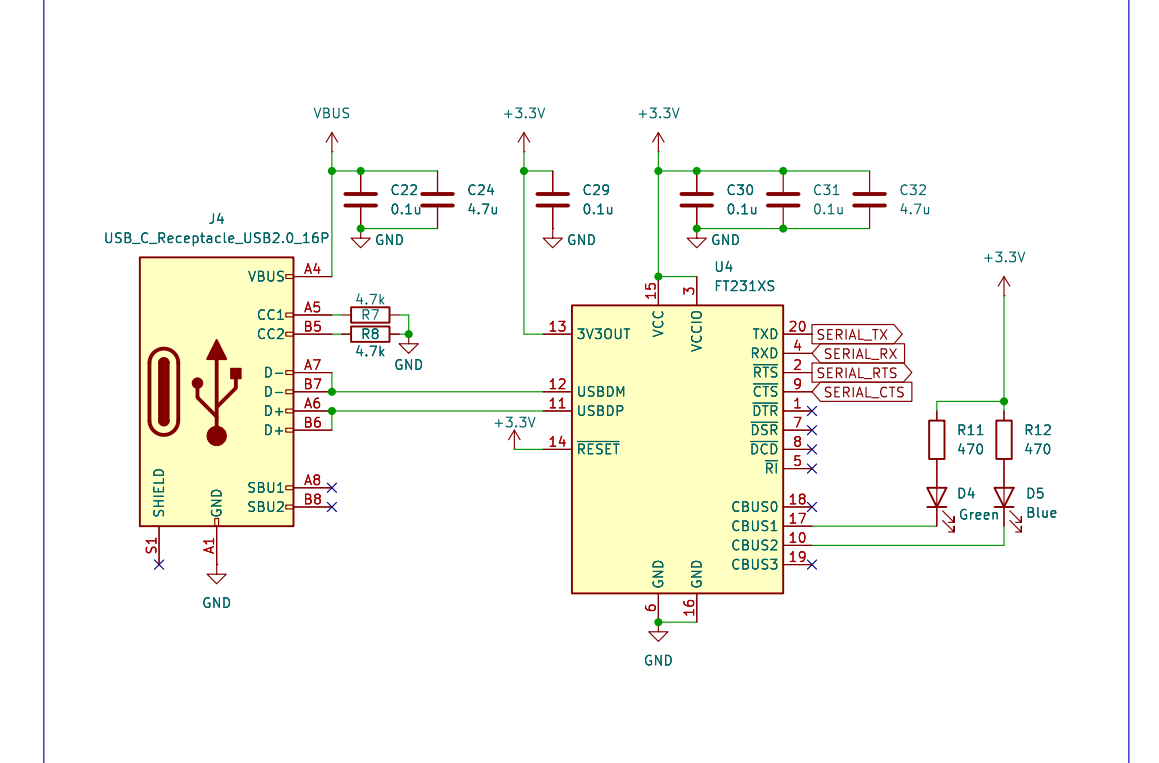 VBUS
+3.3V
+3.3V
C22
0.1u
C24
4.7u
GND
C29
0.1u
GND
C30
0.1u
C31
0.1u
C32
4.7u
GND
J4
USB_C_Receptacle_USB2.0_16P
VBUS A4
CC1 A5
CC2 B5
D- A7
D- B7
D+ A6
D+ B6
SBU1 A8
SBU2 B8
SHIELD
S1
GND
A1
GND
4.7k
R7
R8
4.7k
GND
+3.3V
U4
FT231XS
15
VCC
3
VCCIO
13 3V3OUT
12 USBDM
11 USBDP
14 RESET
TXD 20 SERIAL_TX
RXD 4 SERIAL_RX
RTS 2 SERIAL_RTS
CTS 9 SERIAL_CTS
DTR 1
DSR 7
DCD 8
RI 5
CBUS0 18
CBUS1 17
CBUS2 10
CBUS3 19
GND
6
GND
16
GND
+3.3V
R11
470
R12
470
D4
Green
D5
Blue